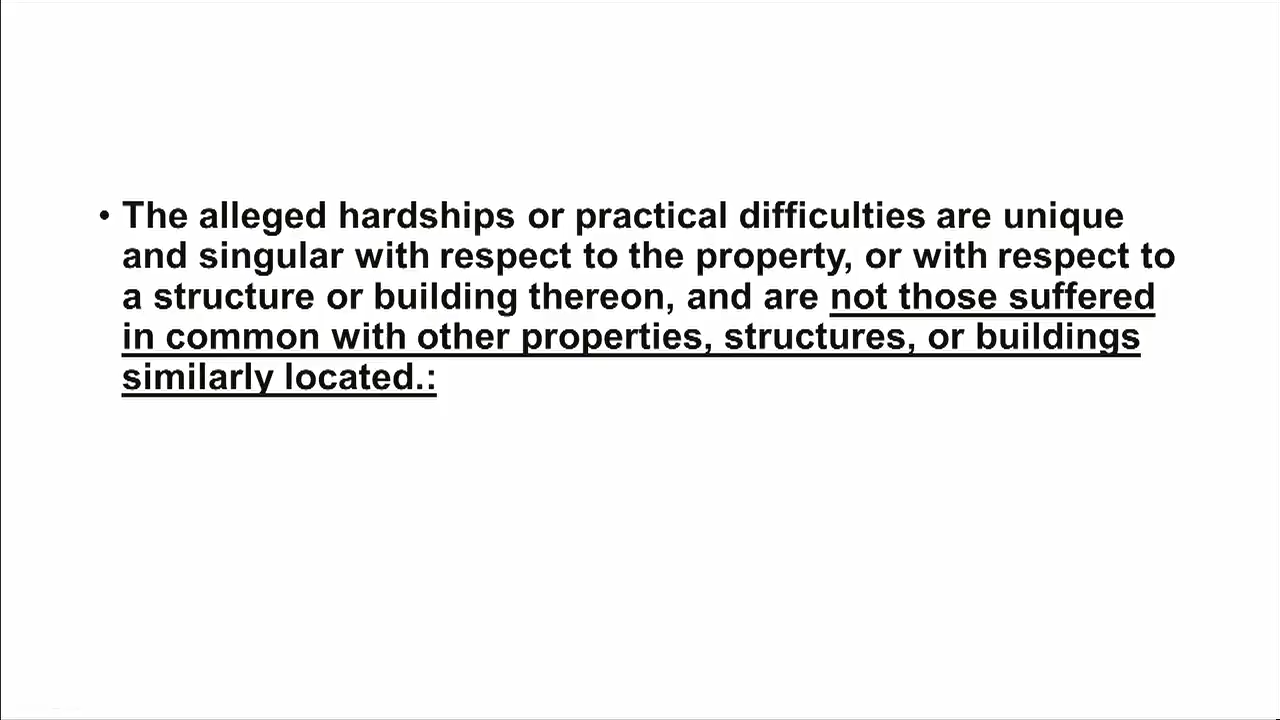 • The alleged hardships or practical difficulties are unique
and singular with respect to the property, or with respect to
a structure or building thereon, and are not those suffered
in common with other properties, structures, or buildings
similarly located.: